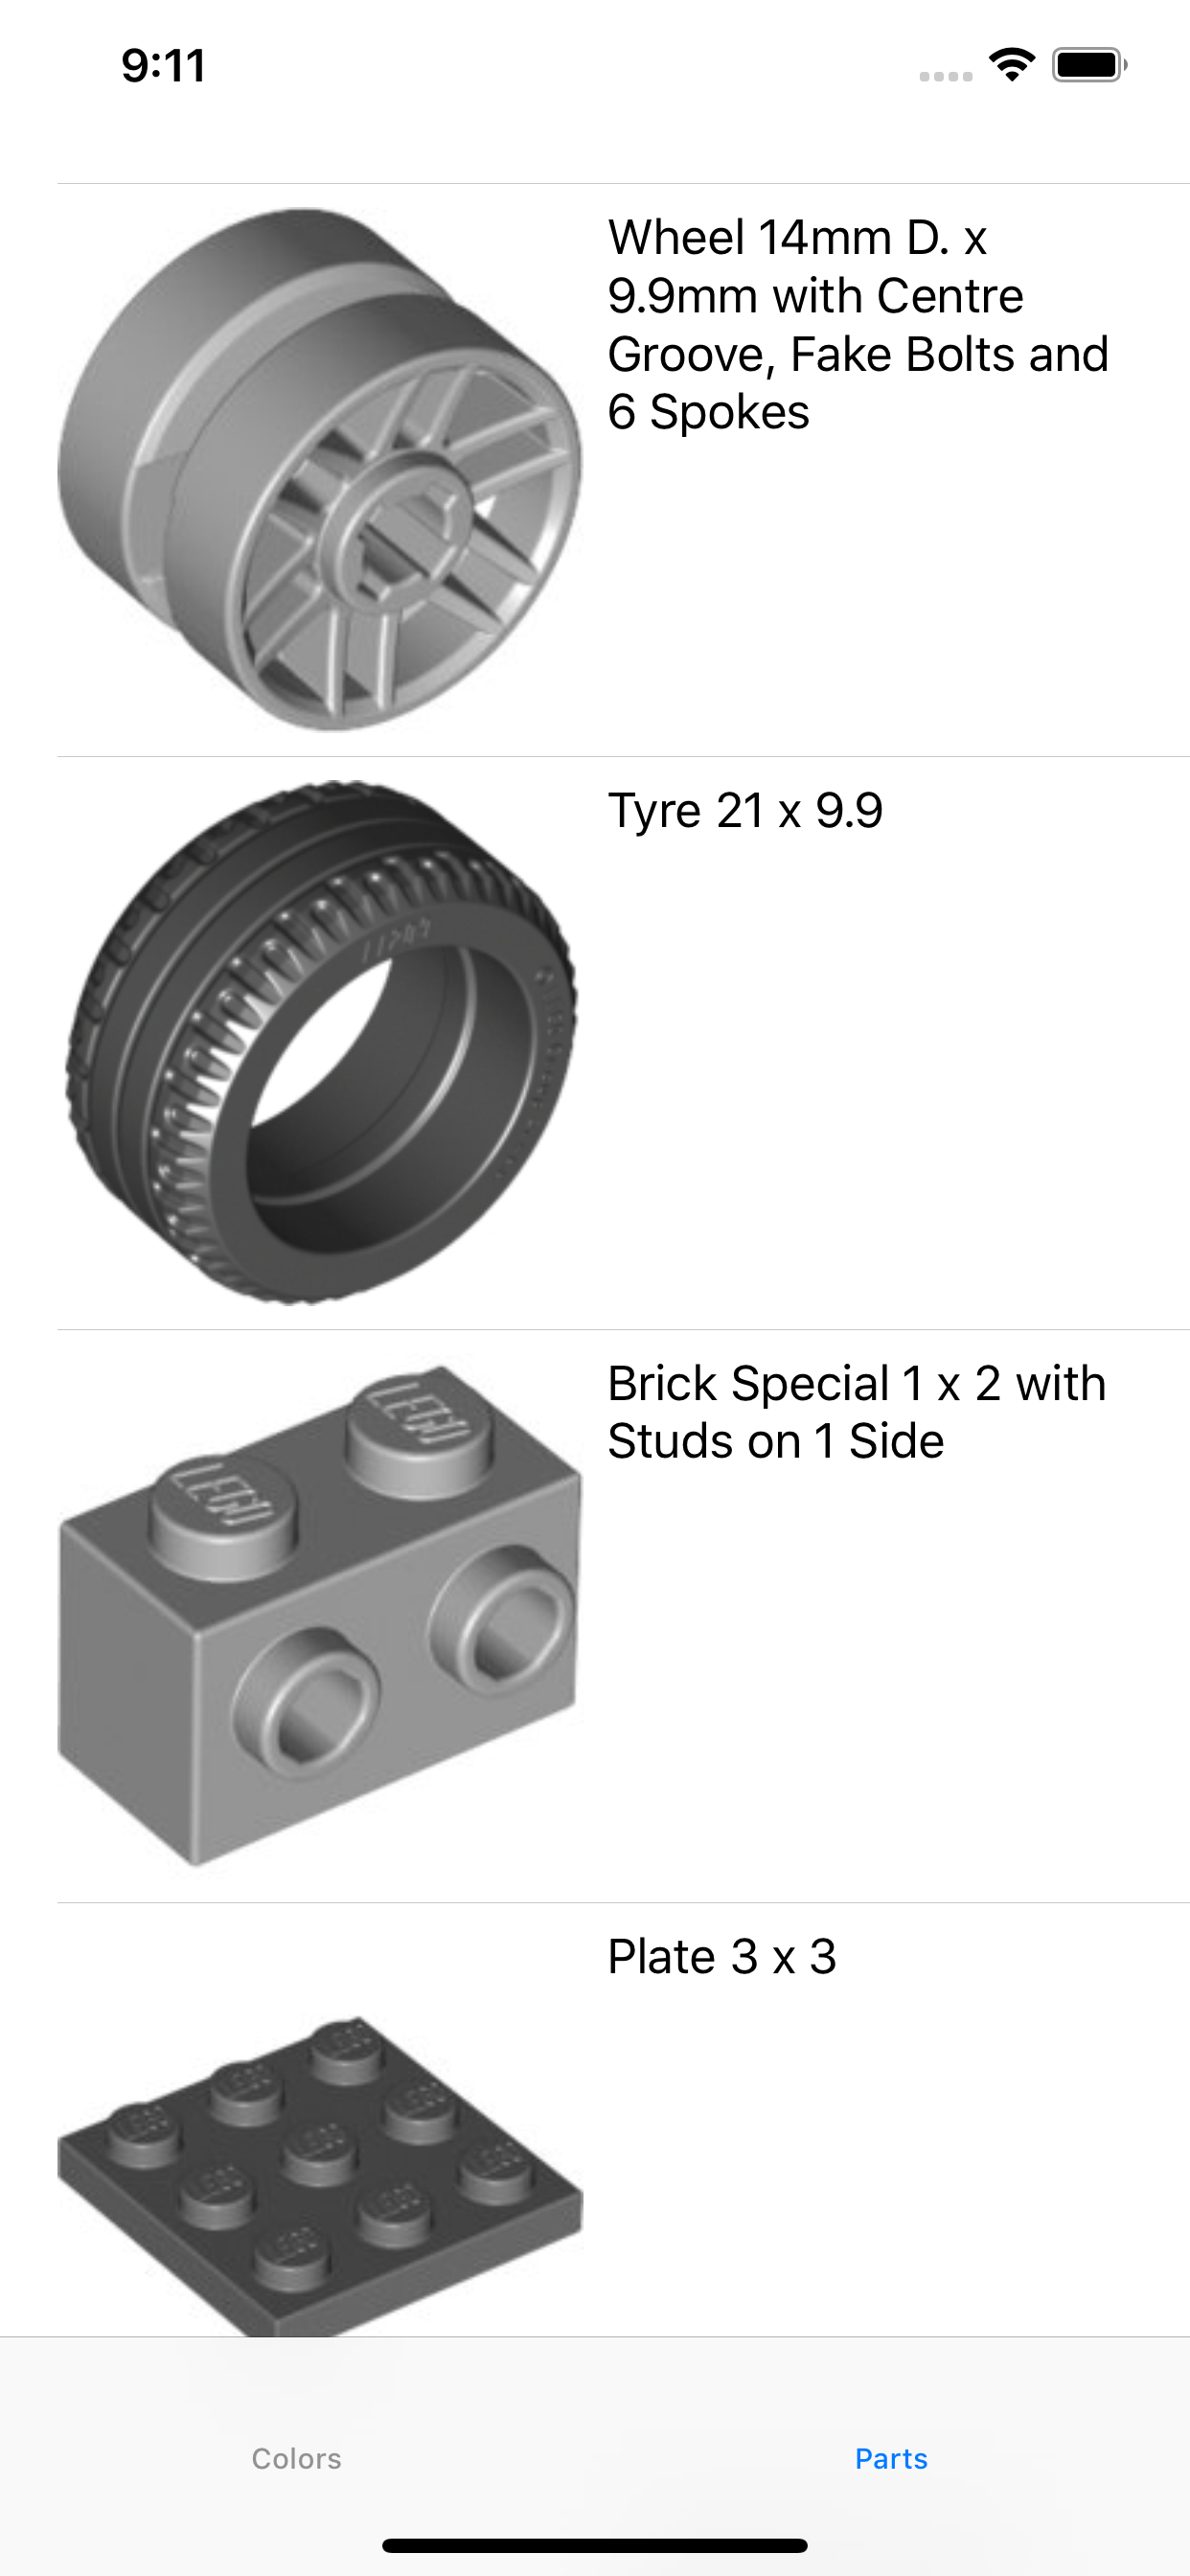 9:11
Wheel 14mm D. x
9.9mm with Centre
Groove, Fake Bolts and
6 Spokes
Tyre 21 x 9.9
Brick Special 1 x 2 with
Studs on 1 Side
Plate 3 x 3
Colors
Parts